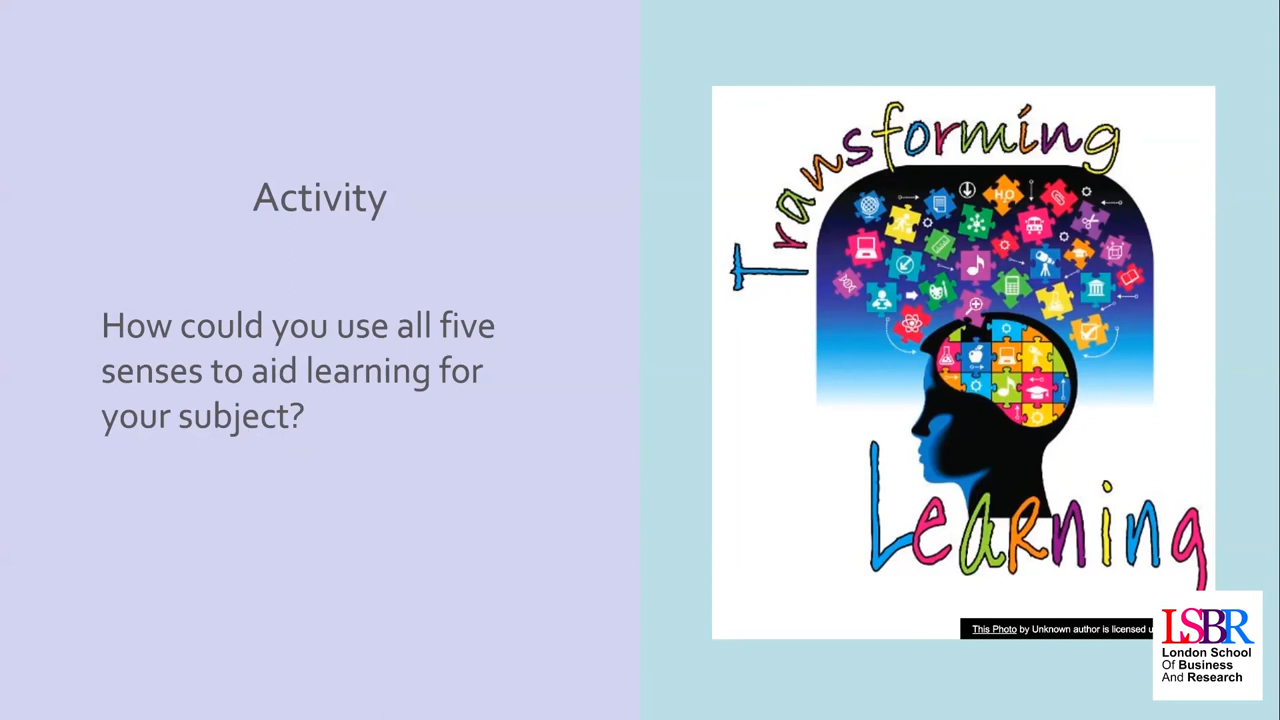 Activity
How could you use all five
senses to aid learning for
your subject?
Transforming
H₂O
Learning
This Photo by Unknown author is licensed
LSBR
London School
Of Business
And Research